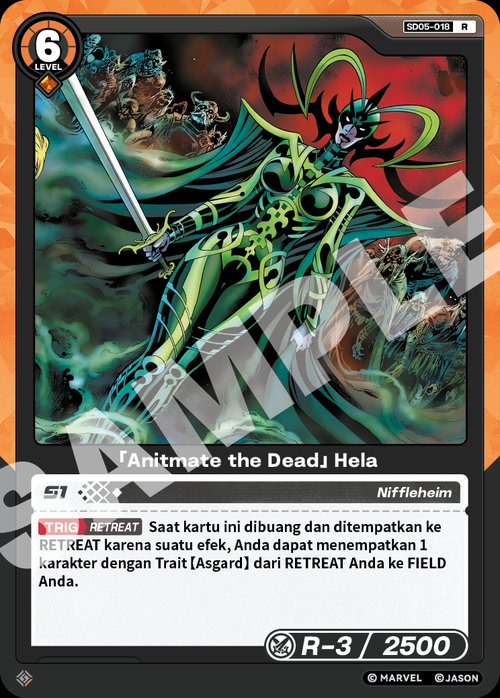 SD05-018 R
6
LEVEL
「Anitmate the Dead」 Hela
S1
Niffleheim
TRIG RETREAT Saat kartu ini dibuang dan ditempatkan ke
RETREAT karena suatu efek, Anda dapat menempatkan 1
karakter dengan Trait【Asgard】dari RETREAT Anda ke FIELD
Anda.
R-3 / 2500
SAMPLE
© MARVEL © JASON